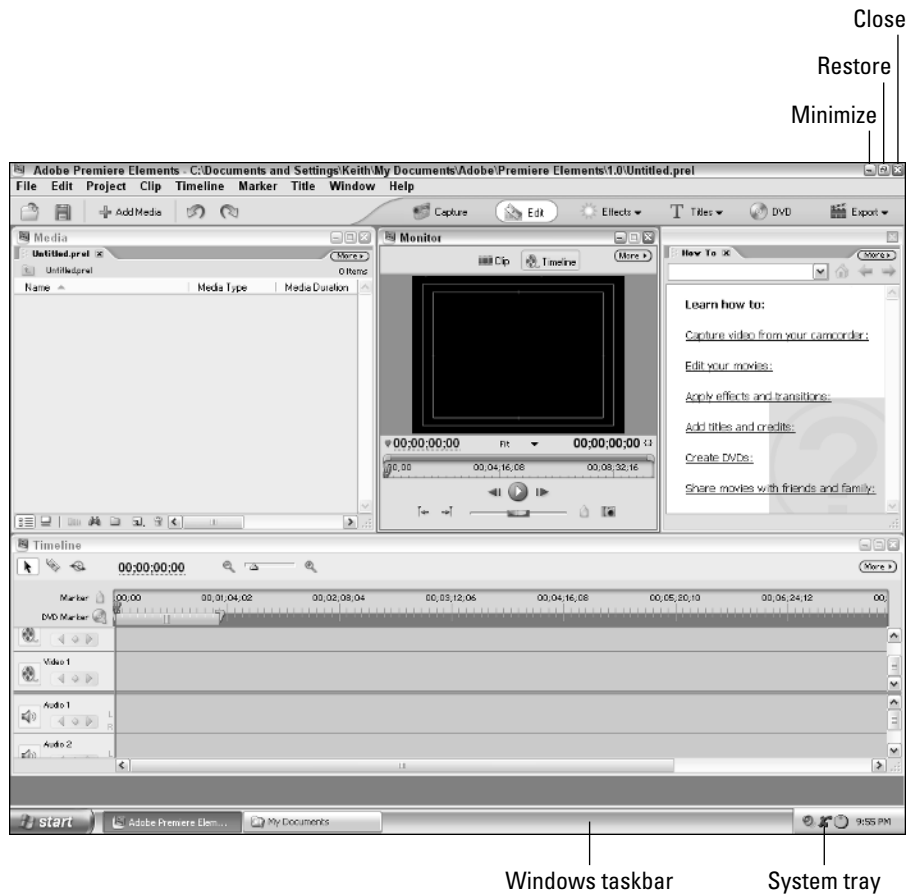 Close
Restore
Minimize
Adobe Premiere Elements - C:\Documents and Settings\Keith\My Documents\Adobe\Premiere Elements\1.0\Untitled.prel
File Edit Project Clip Timeline Marker Title Window Help
Add Media Capture Edit Effects Titles DVD Export
Media
Untitled.prel More
Untitled.prel 0 Items
Name Media Type Media Duration
Monitor
Clip Timeline More
00;00;00;00 Fit 00;00;00;00
00;00 00;04;16;08 00;08;32;16
How To More
Learn how to:
Capture video from your camcorder:
Edit your movies:
Apply effects and transitions:
Add titles and credits:
Create DVDs:
Share movies with friends and family:
Timeline
00;00;00;00 More
Marker 00;00 00;01;04;02 00;02;08;04 00;03;12;06 00;04;16;08 00;05;20;10 00;06;24;12 00;
DVD Marker
Video 1
Audio 1
L
R
Audio 2
L
start Adobe Premiere Elem... My Documents 9:55 PM
Windows taskbar System tray